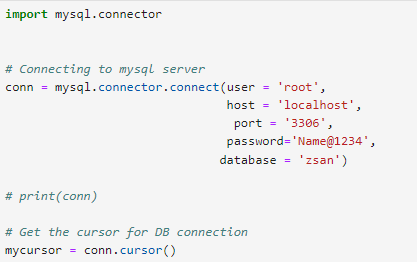 import mysql.connector
# Connecting to mysql server
conn = mysql.connector.connect(user = 'root',
host = 'localhost',
port = '3306',
password='Name@1234',
database = 'zsan')
# print(conn)
# Get the cursor for DB connection
mycursor = conn.cursor()